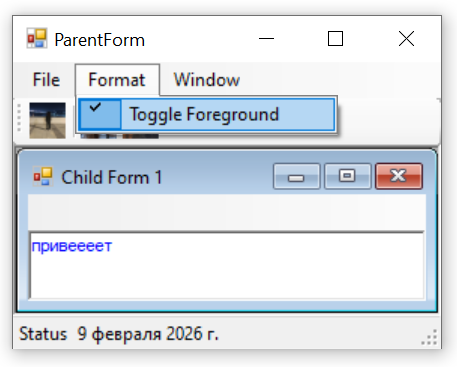 ParentForm
File Format Window
Toggle Foreground
Child Form 1
привеееет
Status 9 февраля 2026 г.